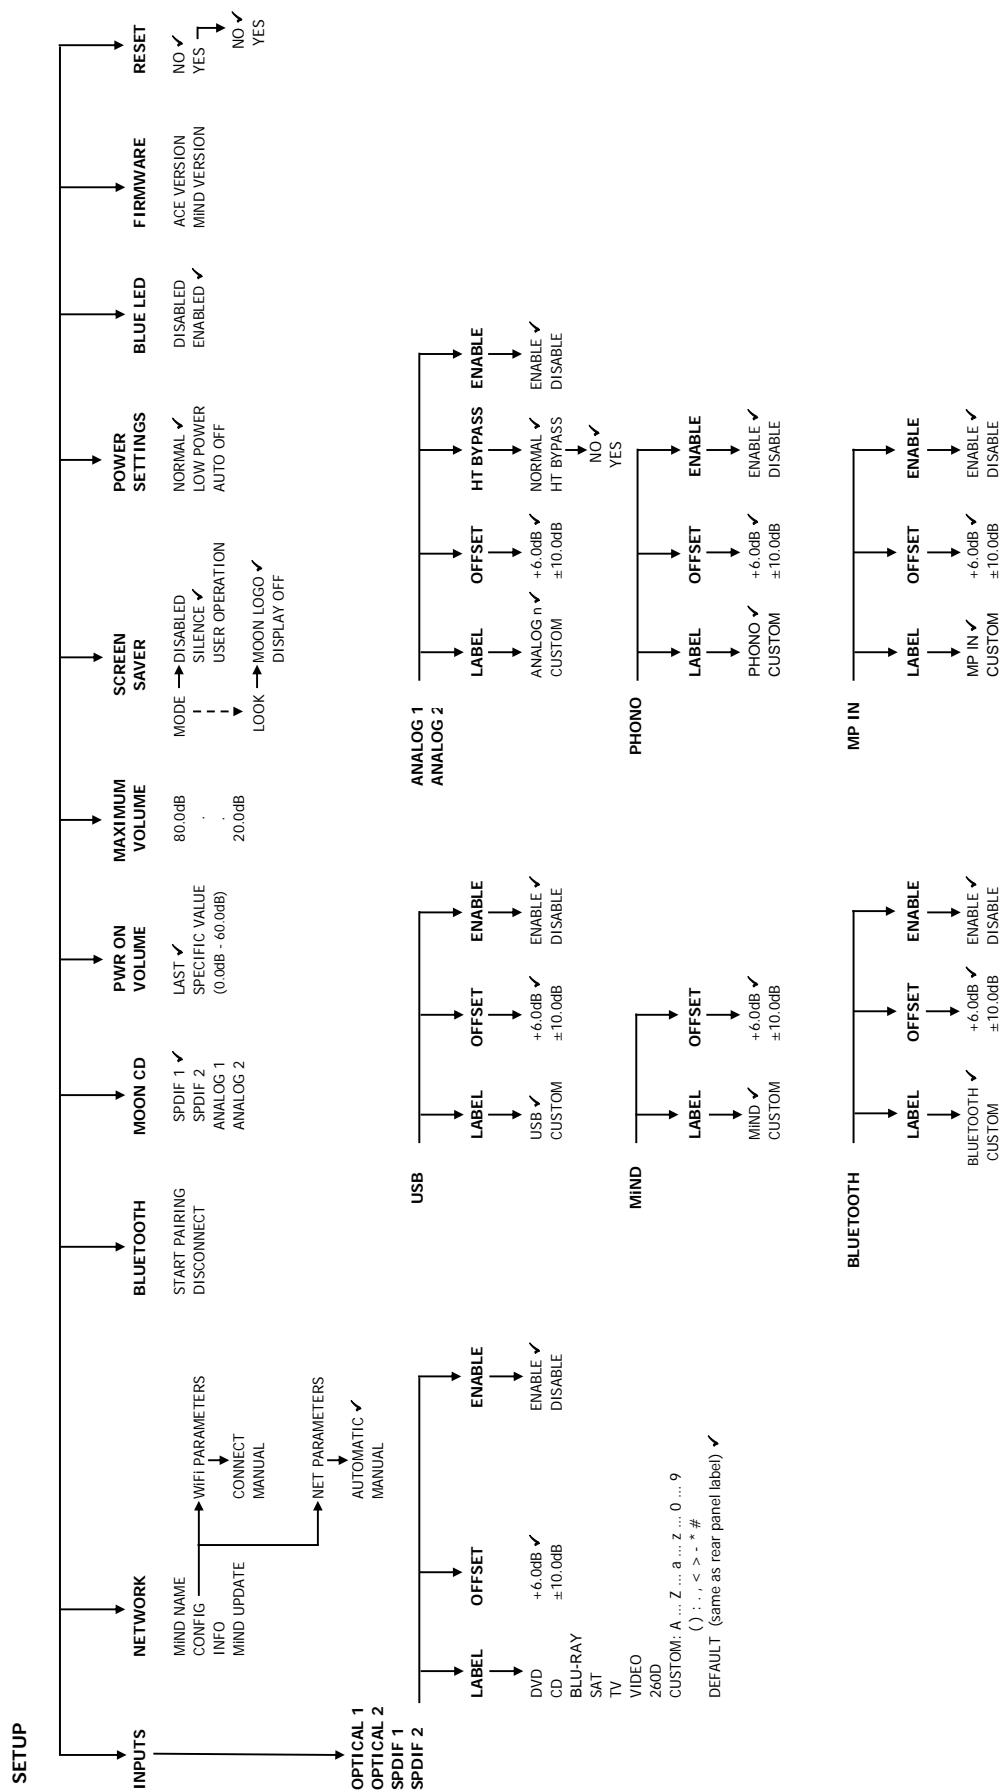 SETUP
INPUTS
NETWORK
MiND NAME
CONFIG
INFO
MiND UPDATE
WiFi PARAMETERS
CONNECT
MANUAL
NET PARAMETERS
AUTOMATIC ✓
MANUAL
BLUETOOTH
START PAIRING
DISCONNECT
MOON CD
SPDIF 1 ✓
SPDIF 2
ANALOG 1
ANALOG 2
PWR ON
VOLUME
LAST ✓
SPECIFIC VALUE
(0.0dB - 60.0dB)
MAXIMUM
VOLUME
80.0dB
.
.
20.0dB
SCREEN
SAVER
MODE
DISABLED
SILENCE ✓
USER OPERATION
LOOK
MOON LOGO ✓
DISPLAY OFF
POWER
SETTINGS
NORMAL ✓
LOW POWER
AUTO OFF
BLUE LED
DISABLED
ENABLED ✓
FIRMWARE
ACE VERSION
MiND VERSION
RESET
NO ✓
YES
NO ✓
YES
OPTICAL 1
OPTICAL 2
SPDIF 1
SPDIF 2
LABEL
DVD
CD
BLU-RAY
SAT
TV
VIDEO
260D
CUSTOM: A ... Z ... a ... z ... 0 ... 9
( ) : . , < > - * #
DEFAULT (same as rear panel label) ✓
OFFSET
+6.0dB ✓
±10.0dB
ENABLE
ENABLE ✓
DISABLE
USB
LABEL
USB ✓
CUSTOM
OFFSET
+6.0dB ✓
±10.0dB
ENABLE
ENABLE ✓
DISABLE
ANALOG 1
ANALOG 2
LABEL
ANALOG n ✓
CUSTOM
OFFSET
+6.0dB ✓
±10.0dB
HT BYPASS
NORMAL ✓
HT BYPASS
NO ✓
YES
ENABLE
ENABLE ✓
DISABLE
MiND
LABEL
MiND ✓
CUSTOM
OFFSET
+6.0dB ✓
±10.0dB
PHONO
LABEL
PHONO ✓
CUSTOM
OFFSET
+6.0dB ✓
±10.0dB
ENABLE
ENABLE ✓
DISABLE
BLUETOOTH
LABEL
BLUETOOTH ✓
CUSTOM
OFFSET
+6.0dB ✓
±10.0dB
ENABLE
ENABLE ✓
DISABLE
MP IN
LABEL
MP IN ✓
CUSTOM
OFFSET
+6.0dB ✓
±10.0dB
ENABLE
ENABLE ✓
DISABLE